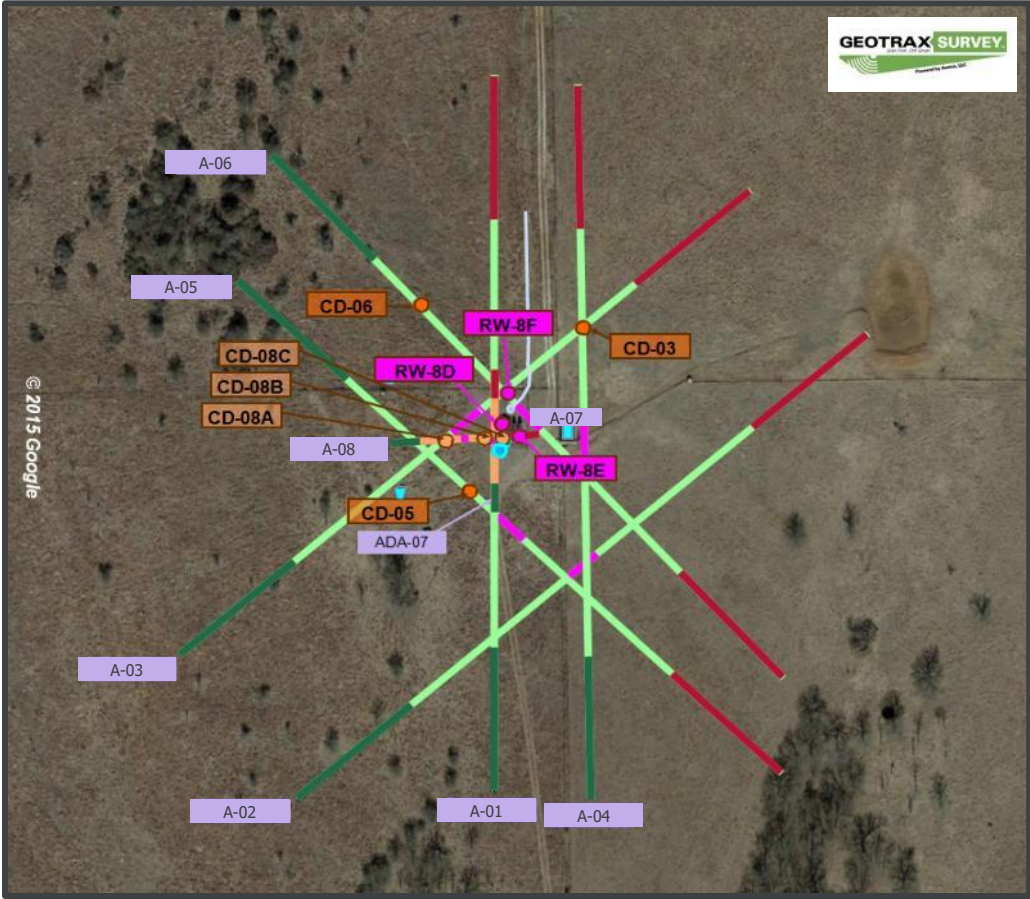 GEOTRAX SURVEY
A-06
A-05
CD-06
RW-8F
CD-03
CD-08C
RW-8D
CD-08B
CD-08A
A-07
A-08
RW-8E
CD-05
ADA-07
A-03
A-02
A-01
A-04
© 2015 Google